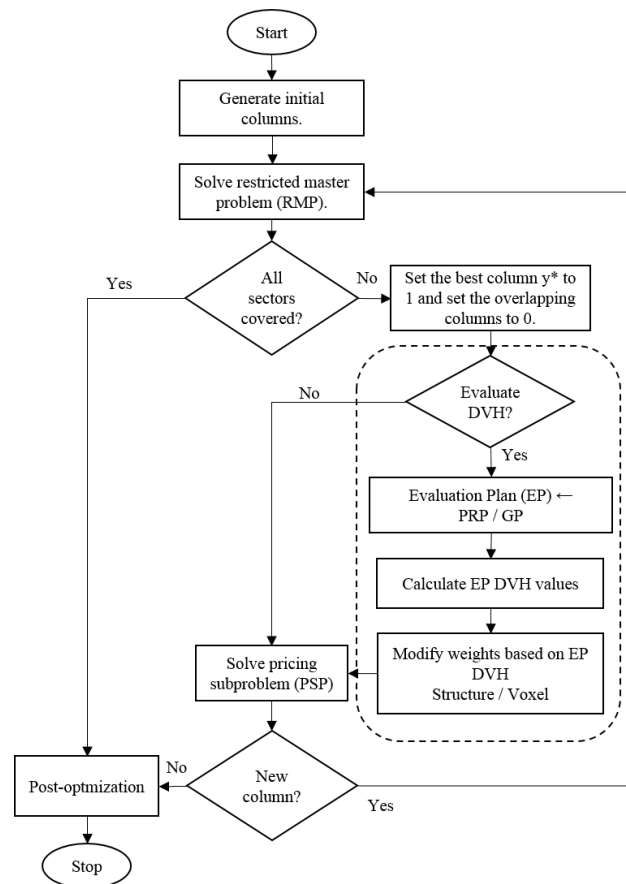 Start
Generate initial
columns.
Solve restricted master
problem (RMP).
All
sectors
covered?
Yes
No
Set the best column y* to
1 and set the overlapping
columns to 0.
Evaluate
DVH?
No
Yes
Evaluation Plan (EP) ←
PRP / GP
Calculate EP DVH values
Modify weights based on EP
DVH
Structure / Voxel
Solve pricing
subproblem (PSP)
New
column?
No
Yes
Post-optmization
Stop